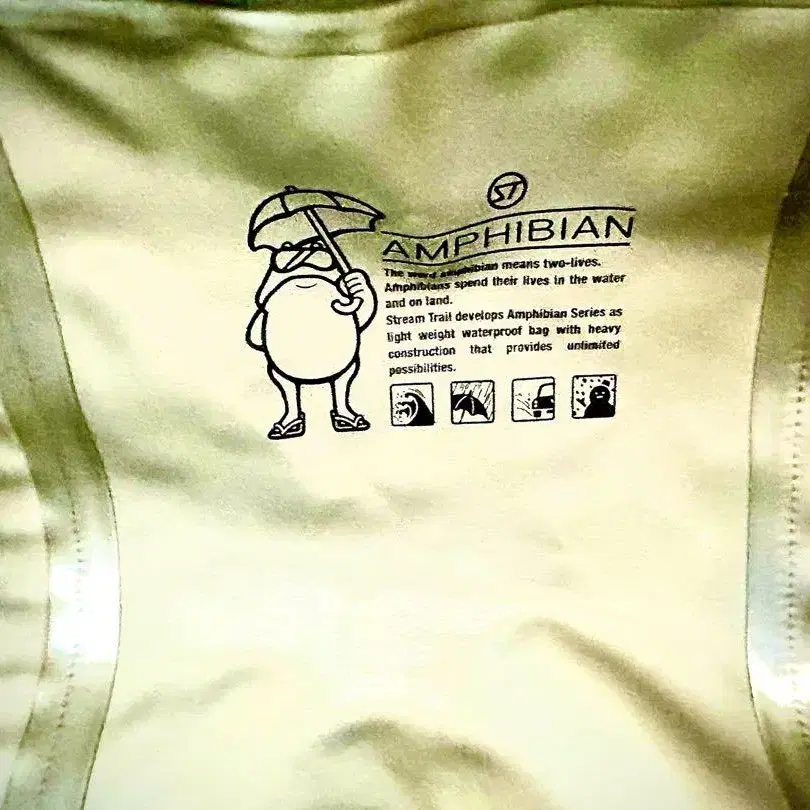 ST
AMPHIBIAN
The word amphibian means two-lives.
Amphibians spend their lives in the water
and on land.
Stream Trail develops Amphibian Series as
light weight waterproof bag with heavy
construction that provides unlimited
possibilities.